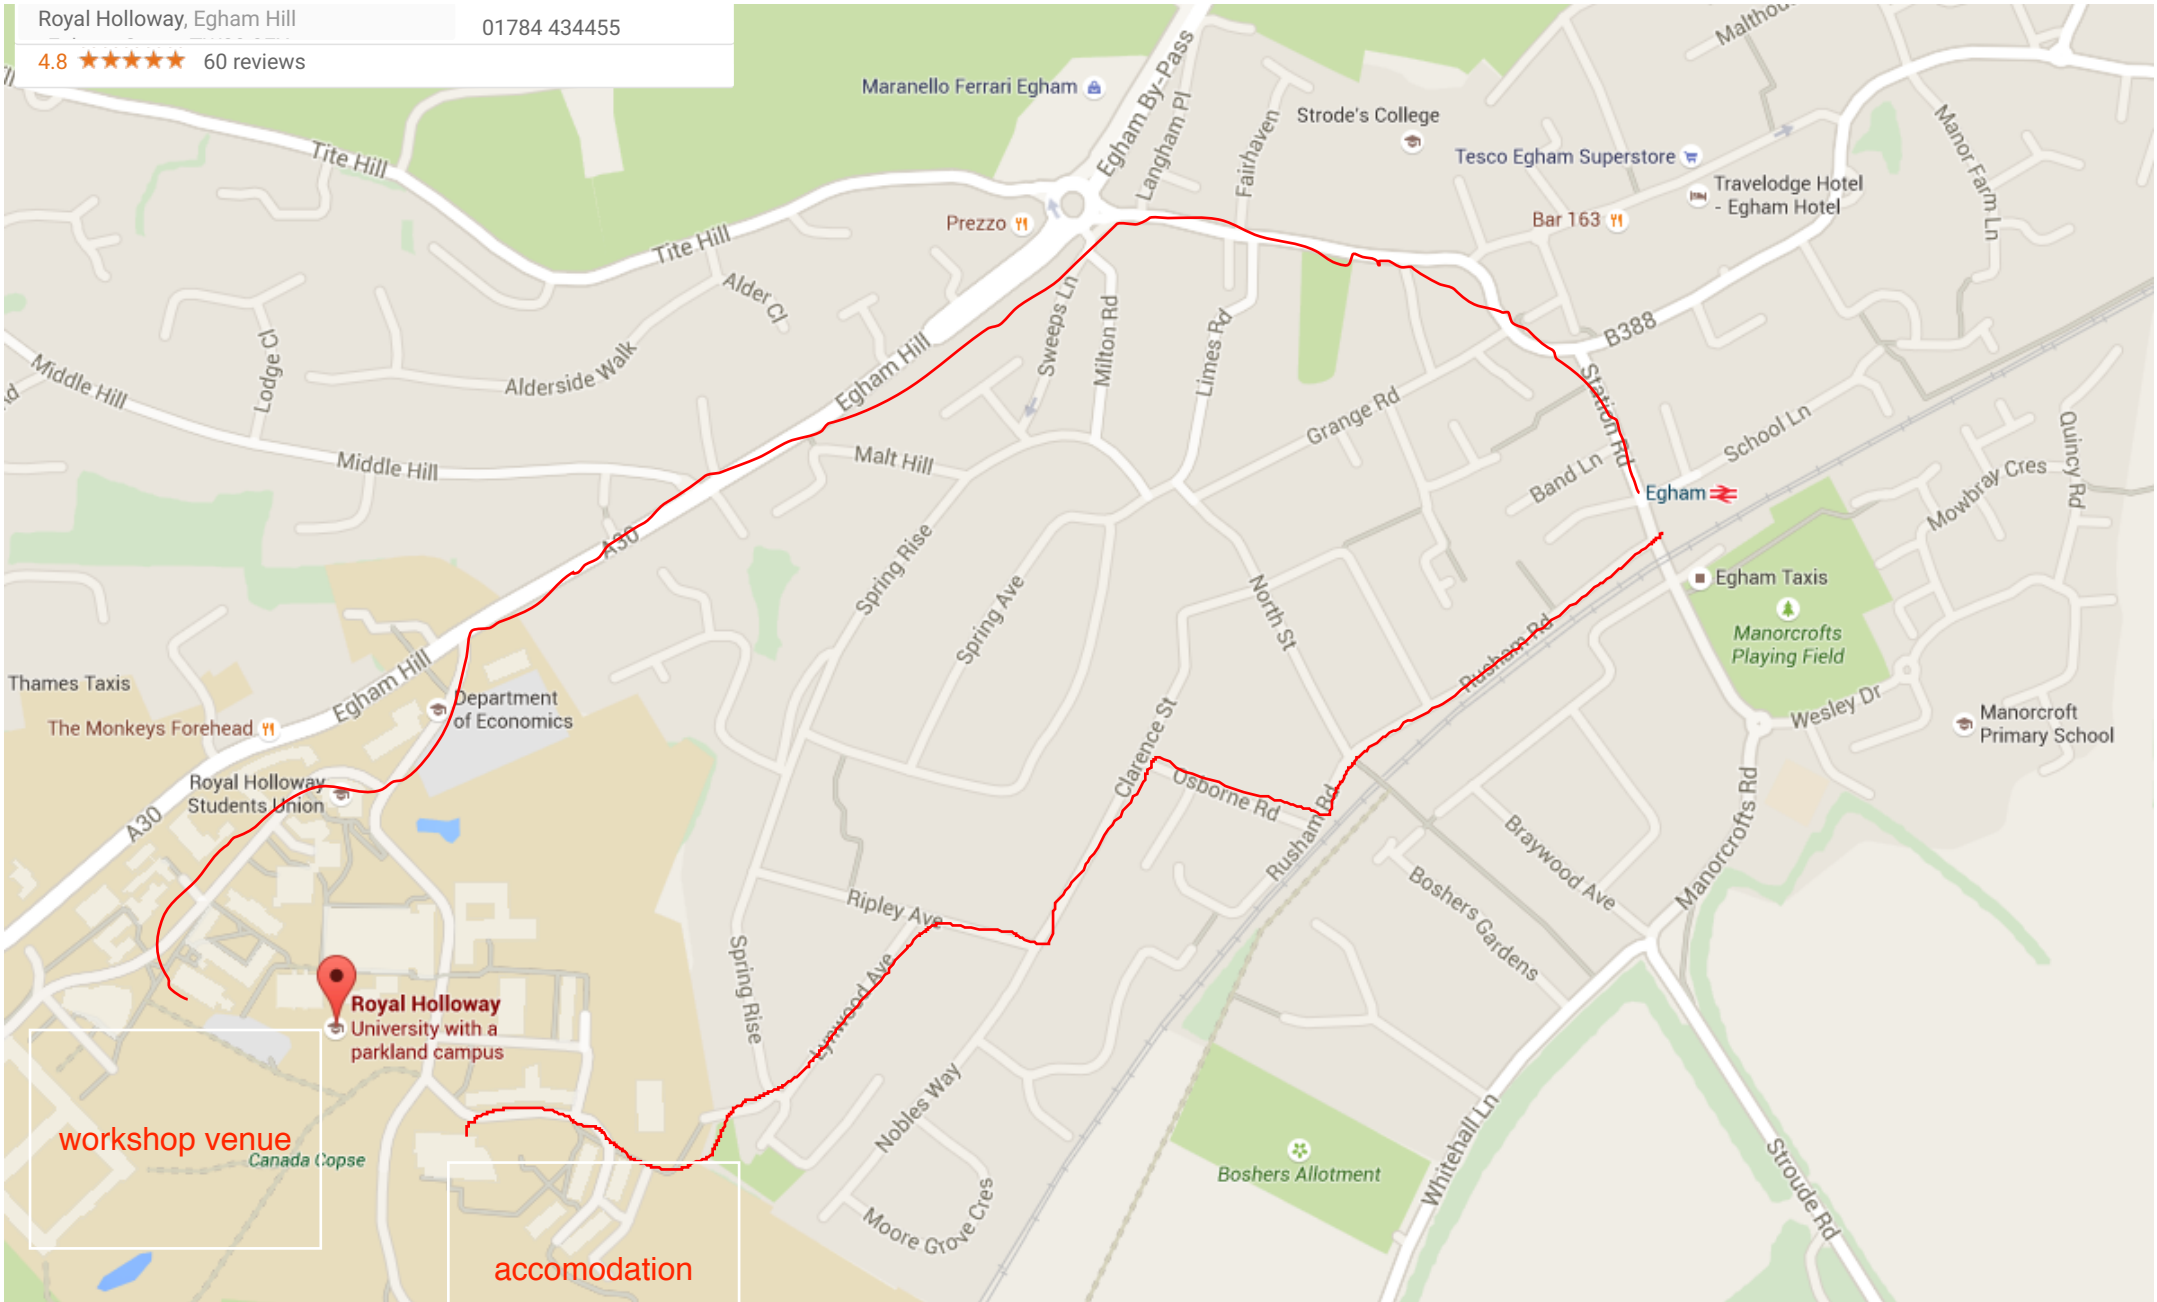 Royal Holloway, Egham Hill
01784 434455
4.8
60 reviews
Malthou
Maranello Ferrari Egham
Egham By-Pass
Langham Pl
Fairhaven
Strode's College
Tesco Egham Superstore
Travelodge Hotel
- Egham Hotel
Manor Farm Ln
Bar 163
Prezzo
Tite Hill
Tite Hill
Alder Cl
Sweeps Ln
Milton Rd
Limes Rd
B388
Lodge Cl
Middle Hill
Alderside Walk
Egham Hill
Grange Rd
Station Rd
School Ln
Quincy Rd
Middle Hill
Malt Hill
Band Ln
Egham
Mowbray Cres
A30
Spring Rise
Spring Ave
North St
Egham Taxis
Manorcrofts
Playing Field
Rusham Rd
Thames Taxis
Egham Hill
Department
of Economics
The Monkeys Forehead
Wesley Dr
Manorcroft
Primary School
Clarence St
Royal Holloway
Students Union
A30
Osborne Rd
Rusham Rd
Braywood Ave
Manorcrofts Rd
Ripley Ave
Boshers Gardens
Spring Rise
Lynwood Ave
Royal Holloway
University with a
parkland campus
Nobles Way
workshop venue
Canada Copse
Boshers Allotment
Whitehall Ln
Stroude Rd
Moore Grove Cres
accomodation